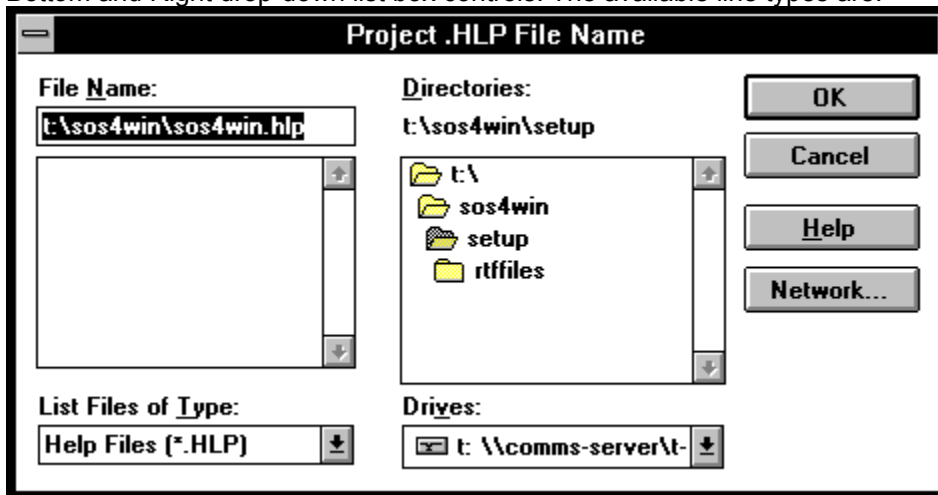 Bottom and Right drop-down list box controls. The available line types are:
Project .HLP File Name
File Name:
t:\sos4win\sos4win.hlp
Directories:
t:\sos4win\setup
t:\
sos4win
setup
rtffiles
OK
Cancel
Help
Network...
List Files of Type:
Help Files (*.HLP)
Drives:
t: \\comms-server\t-